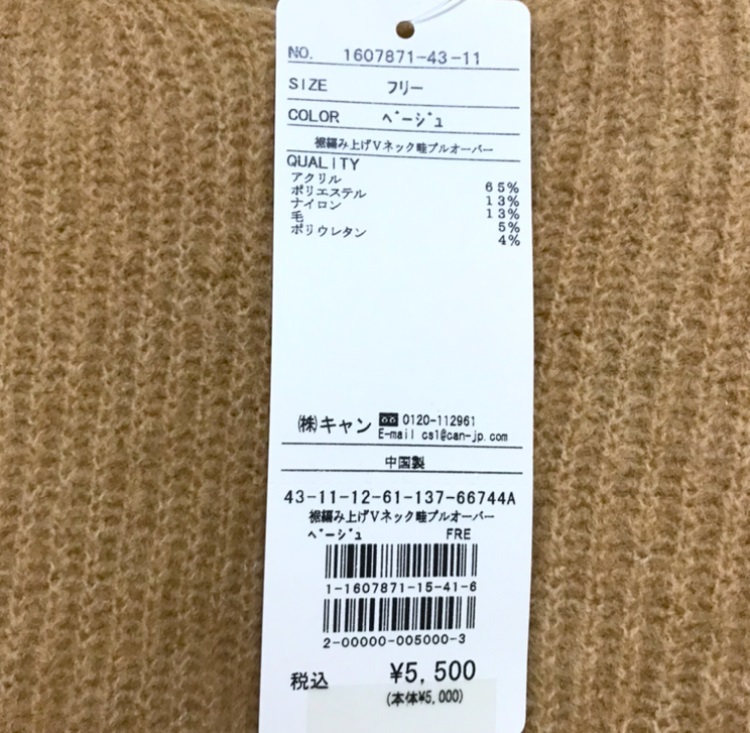 NO. 1607871-43-11
SIZE フリー
COLOR ベージュ
裾編み上げVネック畦プルオーバー
QUALITY
アクリル 65%
ポリエステル 13%
ナイロン 13%
毛 5%
ポリウレタン 4%
㈱キャン 0120-112961
E-mail cs1@can-jp.com
中国製
43-11-12-61-137-66744A
裾編み上げVネック畦プルオーバー
ベージュ FRE
1-1607871-15-41-6
2-00000-005000-3
税込 ¥5,500
(本体¥5,000)